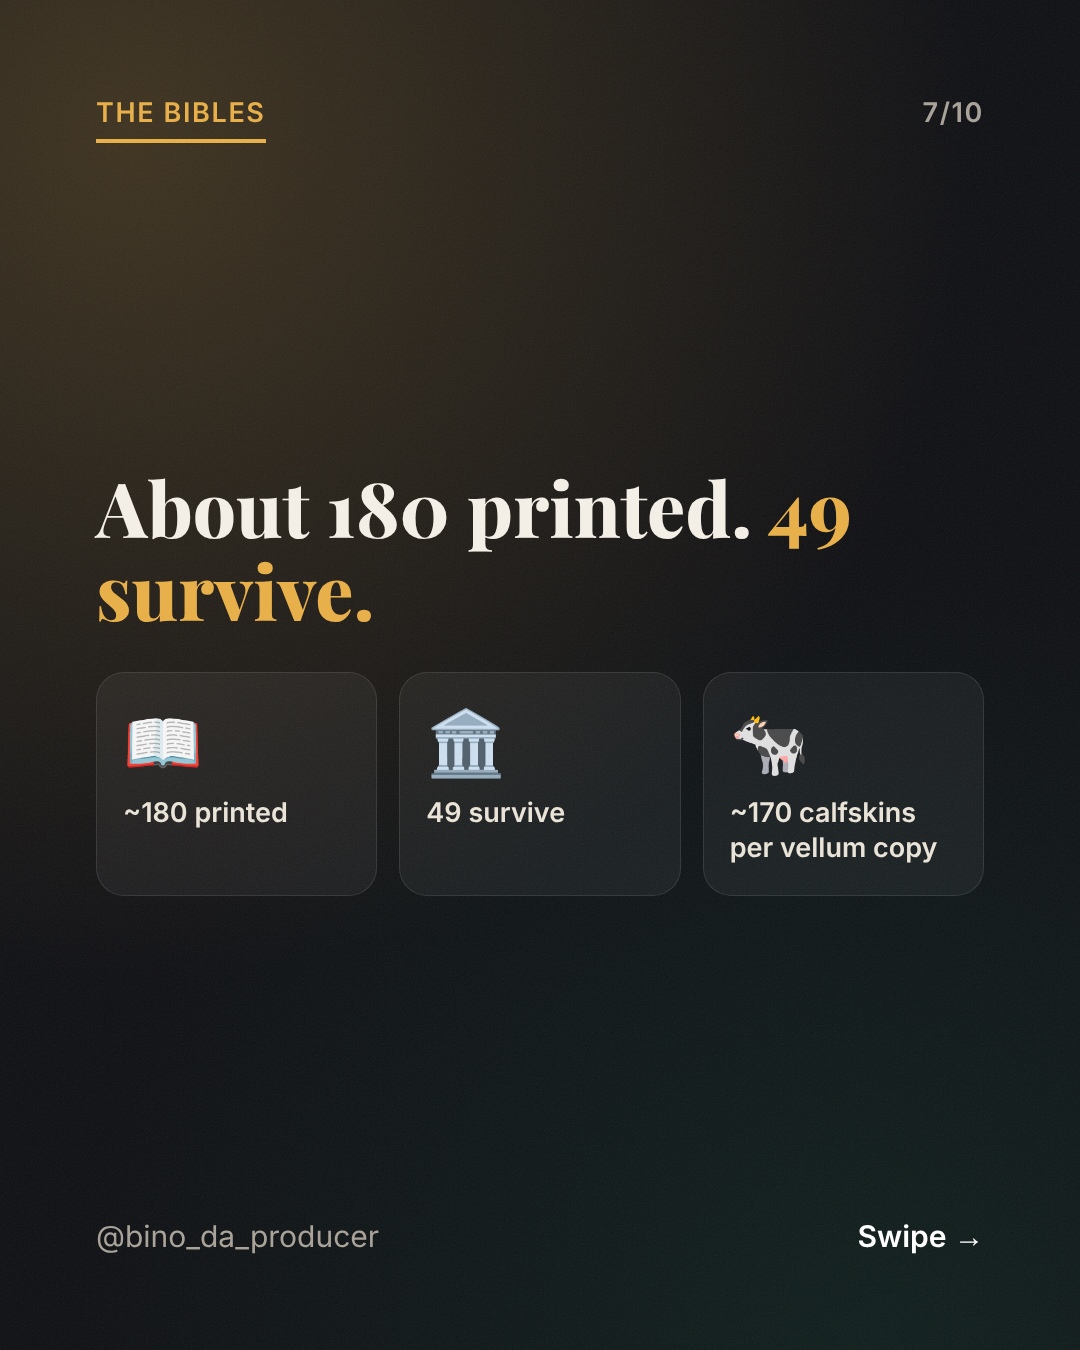 THE BIBLES
7/10
About 180 printed. 49
survive.
~180 printed
49 survive
~170 calfskins
per vellum copy
@bino_da_producer
Swipe →